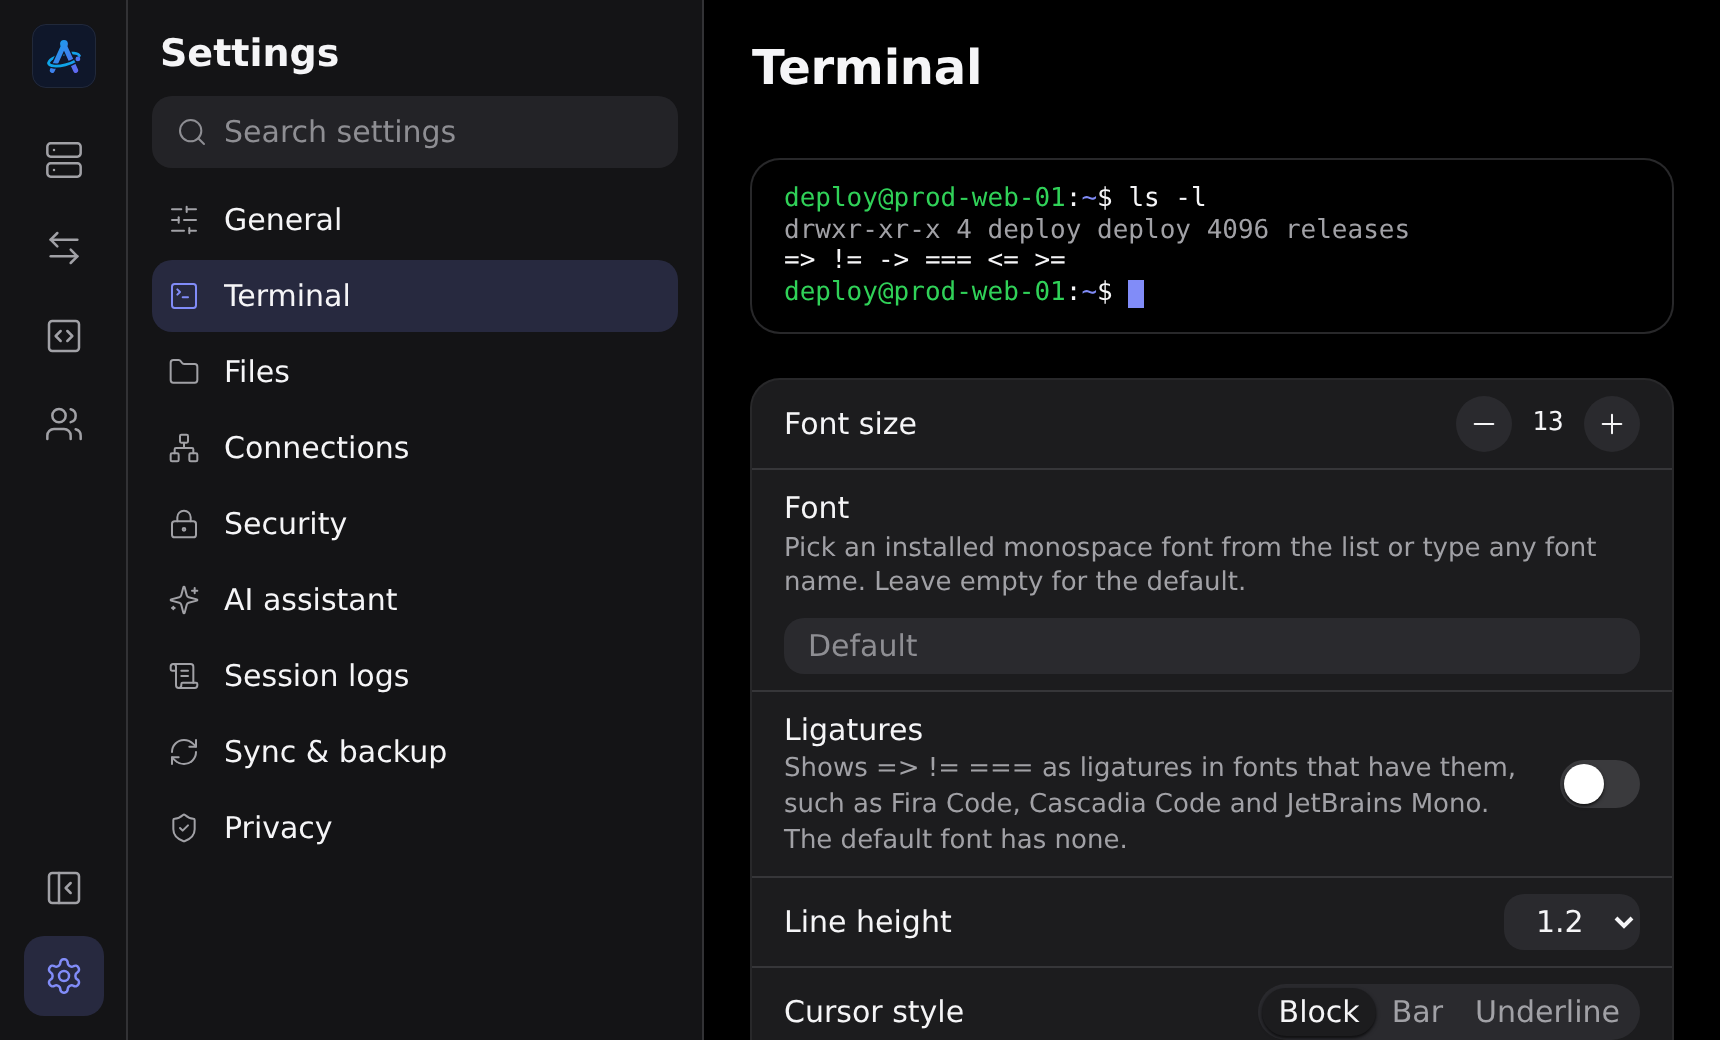 Settings
Search settings
General
Terminal
Files
Connections
Security
AI assistant
Session logs
Sync & backup
Privacy
Terminal
deploy@prod-web-01:~$ ls -l
drwxr-xr-x 4 deploy deploy 4096 releases
=> != -> === <= >=
deploy@prod-web-01:~$
Font size
13
Font
Pick an installed monospace font from the list or type any font
name. Leave empty for the default.
Default
Ligatures
Shows => != === as ligatures in fonts that have them,
such as Fira Code, Cascadia Code and JetBrains Mono.
The default font has none.
Line height
1.2
Cursor style
Block Bar Underline